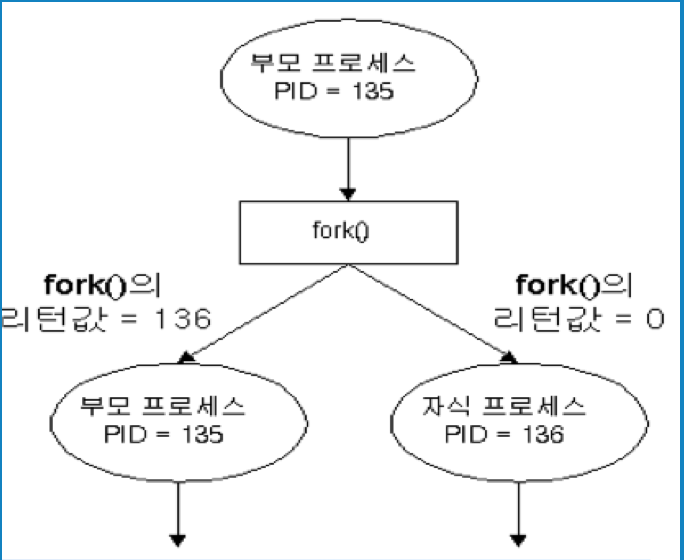 부모 프로세스
PID = 135
fork()
fork()의
리턴값 = 136
fork()의
리턴값 = 0
부모 프로세스
PID = 135
자식 프로세스
PID = 136